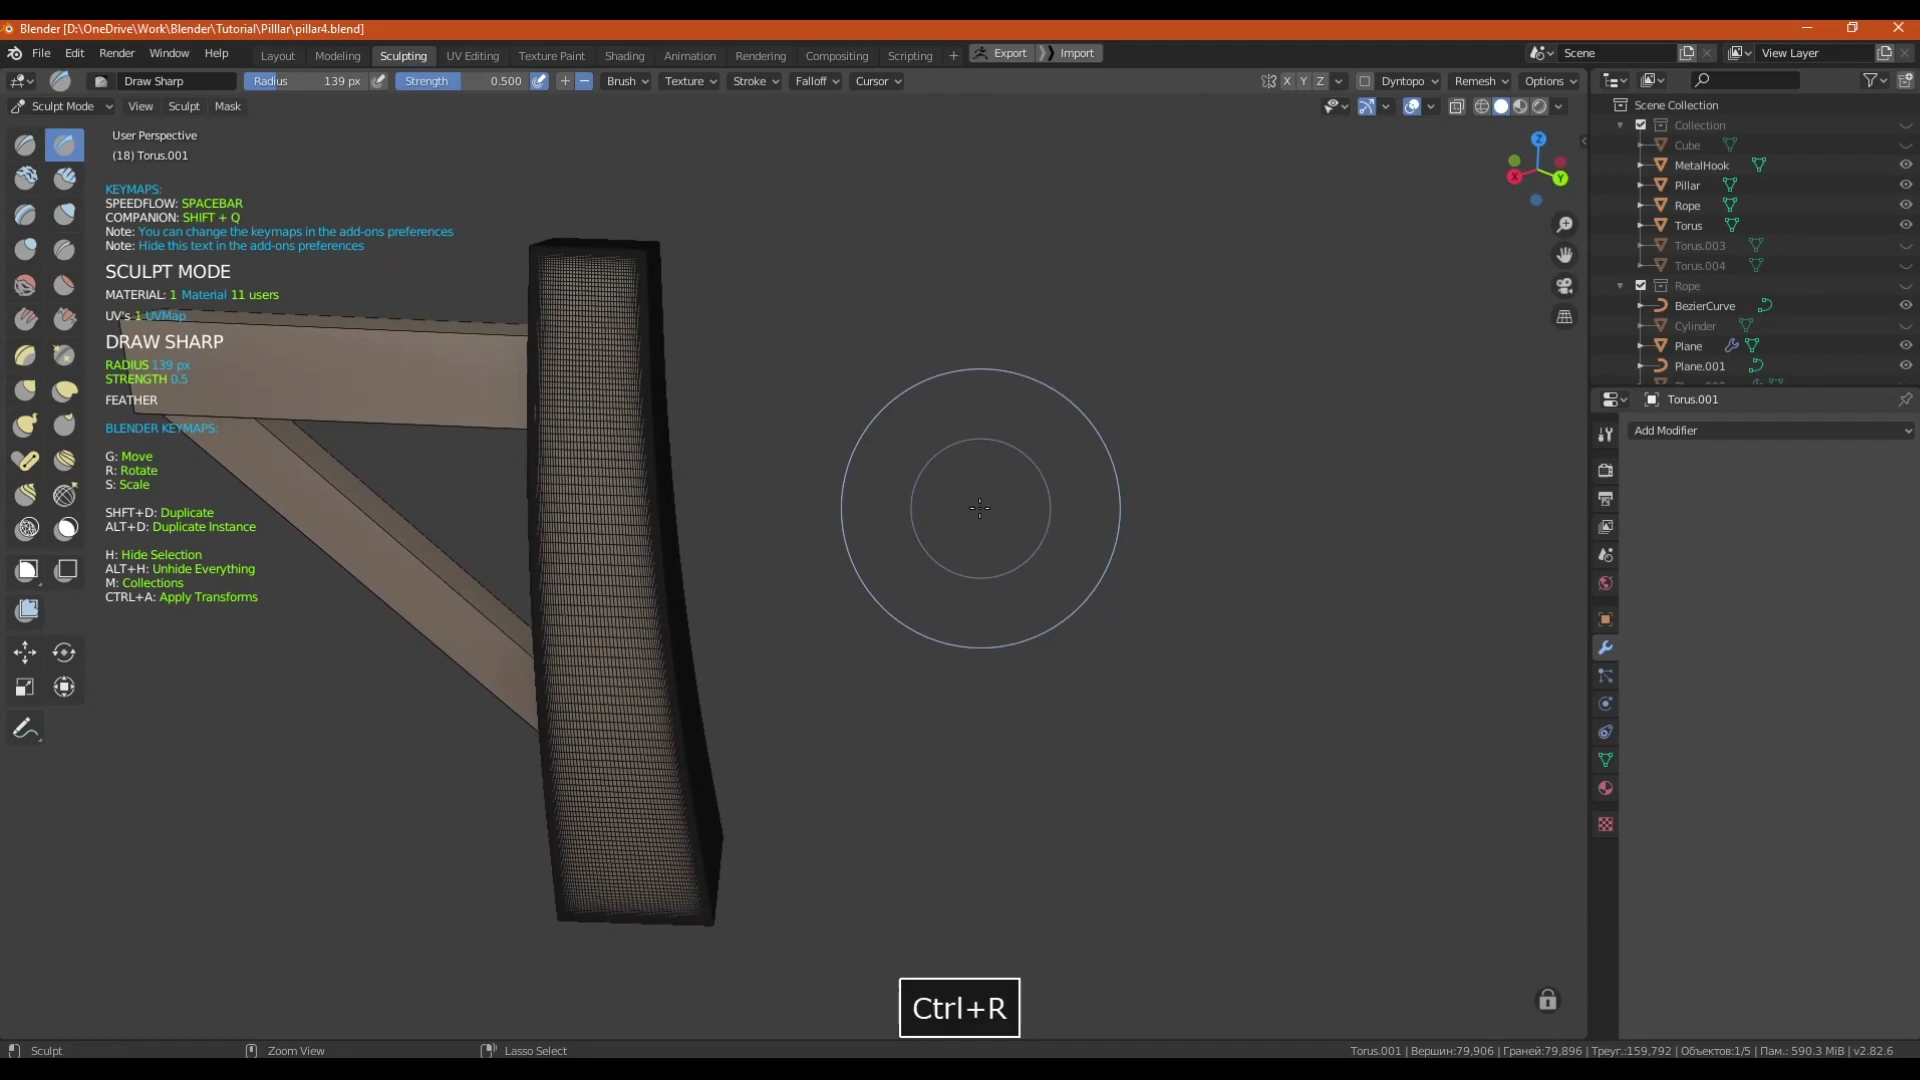 Blender [D:\OneDrive\Work\Blender\Tutorial\Pilllar\pillar4.blend]
File Edit Render Window Help Layout Modeling Sculpting UV Editing Texture Paint Shading Animation Rendering Compositing Scripting + Export Import Scene View Layer
Draw Sharp Radius 139 px Strength 0.500 Brush Texture Stroke Falloff Cursor X Y Z Dyntopo Remesh Options
Sculpt Mode View Sculpt Mask
User Perspective
(18) Torus.001
KEYMAPS:
SPEEDFLOW: SPACEBAR
COMPANION: SHIFT + Q
Note: You can change the keymaps in the add-ons preferences
Note: Hide this text in the add-ons preferences
SCULPT MODE
MATERIAL: 1 Material 11 users
UV's 1 UVMap
DRAW SHARP
RADIUS 139 px
STRENGTH 0.5
FEATHER
BLENDER KEYMAPS:
G: Move
R: Rotate
S: Scale
SHFT+D: Duplicate
ALT+D: Duplicate Instance
H: Hide Selection
ALT+H: Unhide Everything
M: Collections
CTRL+A: Apply Transforms
Z
X
Y
Scene Collection
Collection
Cube
MetalHook
Pillar
Rope
Torus
Torus.003
Torus.004
Rope
BezierCurve
Cylinder
Plane
Plane.001
Torus.001
Add Modifier
Ctrl+R
Sculpt Zoom View Lasso Select Torus.001 | Вершин:79,906 | Граней:79,896 | Треуг.:159,792 | Объектов:1/5 | Пам.: 590.3 MiB | v2.82.6